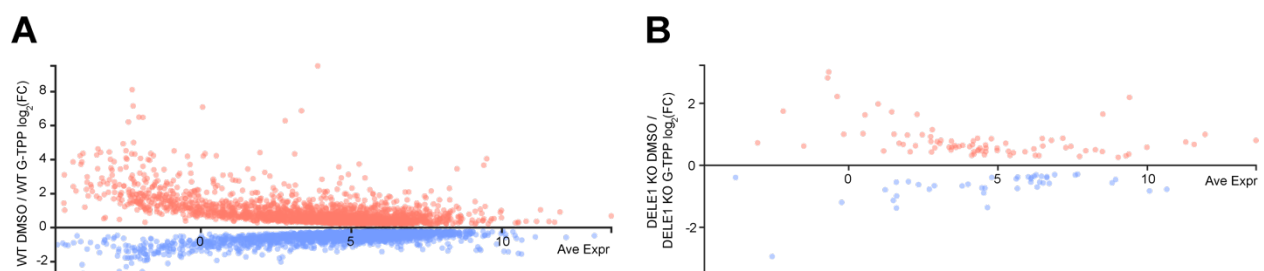 A
B
WT DMSO / WT G-TPP log2(FC)
8
6
4
2
0
-2
0
5
10
Ave Expr
DELE1 KO DMSO /
DELE1 KO G-TPP log2(FC)
2
0
-2
0
5
10
Ave Expr